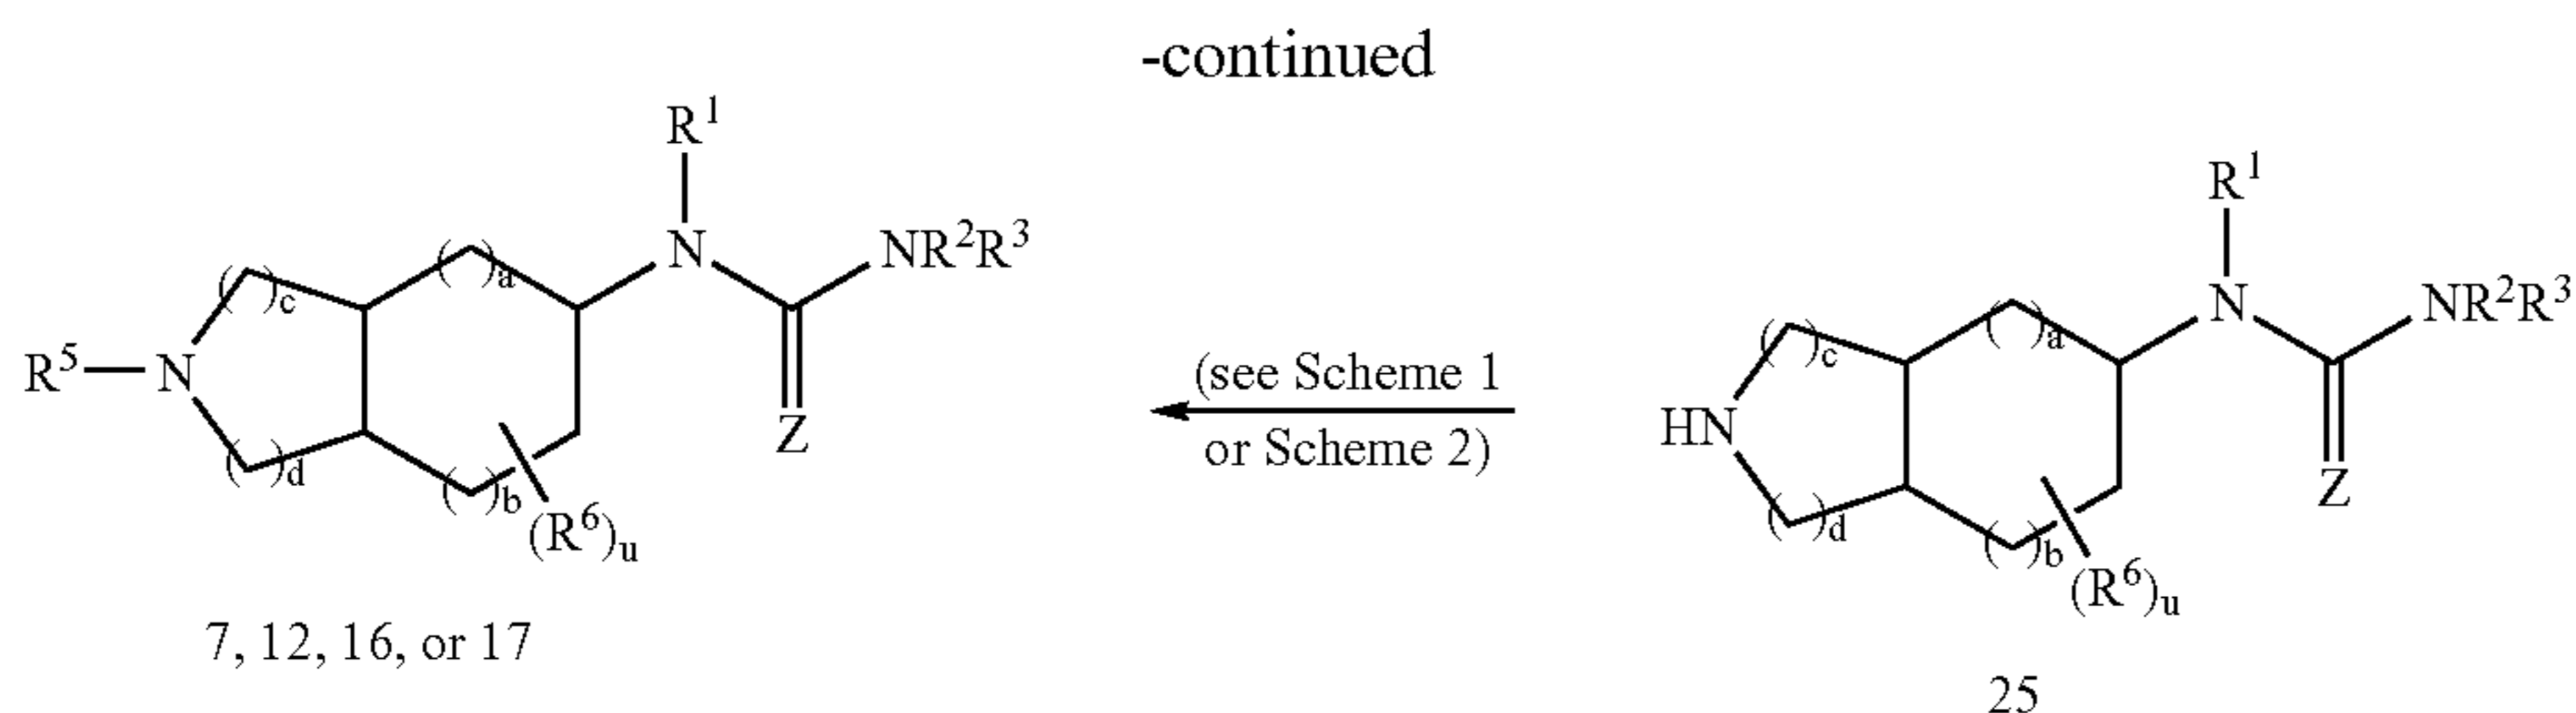 -continued
R¹
N
NR²R³
( )c
( )a
R⁵—N
Z
( )d
( )b
(R⁶)u
7, 12, 16, or 17
(see Scheme 1
or Scheme 2)
R¹
N
NR²R³
( )c
( )a
HN
Z
( )d
( )b
(R⁶)u
25